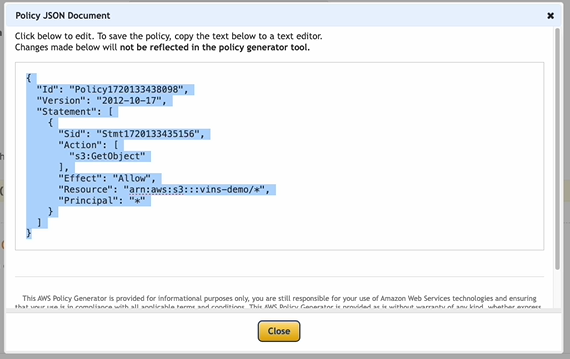 Policy JSON Document
Click below to edit. To save the policy, copy the text below to a text editor.
Changes made below will not be reflected in the policy generator tool.
{
  "Id": "Policy1720133438098",
  "Version": "2012-10-17",
  "Statement": [
    {
      "Sid": "Stmt1720133435156",
      "Action": [
        "s3:GetObject"
      ],
      "Effect": "Allow",
      "Resource": "arn:aws:s3:::vins-demo/*",
      "Principal": "*"
    }
  ]
}
This AWS Policy Generator is provided for informational purposes only, you are still responsible for your use of Amazon Web Services technologies and ensuring
that your use is in compliance with all applicable terms and conditions. This AWS Policy Generator is provided as is without warranty of any kind, whether express
Close